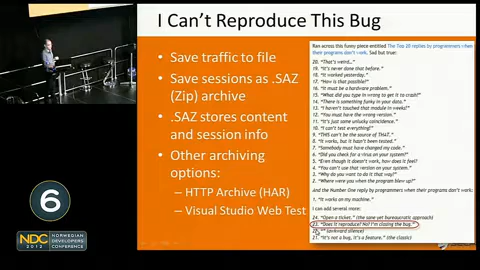 I Can't Reproduce This Bug
• Save traffic to file
• Save sessions as .SAZ
(Zip) archive
• .SAZ stores content
and session info
• Other archiving
options:
– HTTP Archive (HAR)
– Visual Studio Web Test
Ran across this funny piece entitled The Top 20 replies by programmers when
their programs don't work. Sad but true:
20. "That's weird..."
19. "It's never done that before."
18. "It worked yesterday."
17. "How is that possible?"
16. "It must be a hardware problem."
15. "What did you type in wrong to get it to crash?"
14. "There is something funky in your data."
13. "I haven't touched that module in weeks!"
12. "You must have the wrong version."
11. "It's just some unlucky coincidence."
10. "I can't test everything!"
9. "THIS can't be the source of THAT."
8. "It works, but it hasn't been tested."
7. "Somebody must have changed my code."
6. "Did you check for a virus on your system?"
5. "Even though it doesn't work, how does it feel?"
4. "You can't use that version on your system."
3. "Why do you want to do it that way?"
2. "Where were you when the program blew up?"
And the Number One reply by programmers when their programs don't work:
1. "It works on my machine."
I can add several more:
24. "Open a ticket." (the same yet bureaucratic approach)
23. "Does it reproduce? No? I'm closing the bug."
(awkward silence)
21. "It's not a bug, it's a feature." (the classic)
6
NDC
2012
NORWEGIAN
DEVELOPERS
CONFERENCE